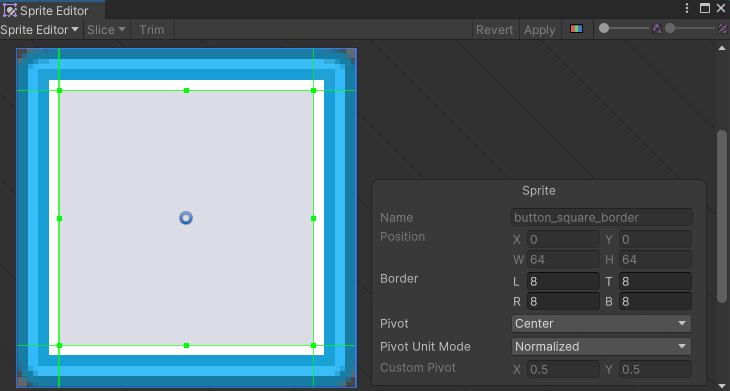 Sprite Editor
Sprite Editor Slice Trim Revert Apply
Sprite
Name button_square_border
Position X 0 Y 0
W 64 H 64
Border L 8 T 8
R 8 B 8
Pivot Center
Pivot Unit Mode Normalized
Custom Pivot X 0.5 Y 0.5